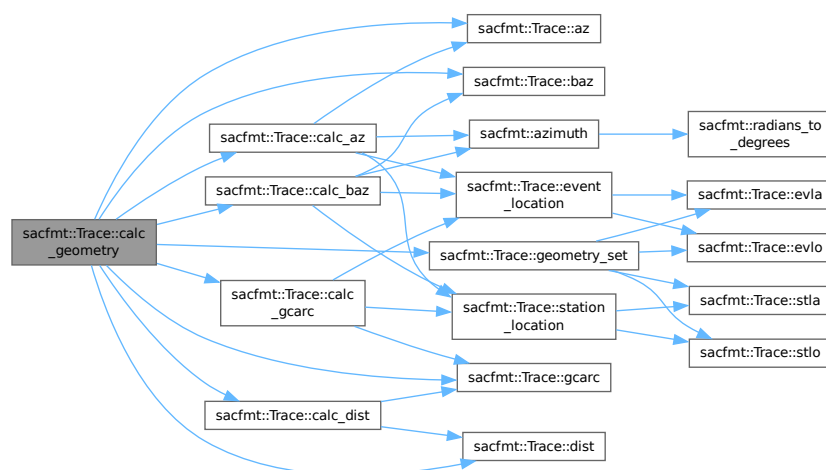 sacfmt::Trace::calc
_geometry
sacfmt::Trace::calc_az
sacfmt::Trace::calc_baz
sacfmt::Trace::calc
_gcarc
sacfmt::Trace::calc_dist
sacfmt::Trace::az
sacfmt::Trace::baz
sacfmt::azimuth
sacfmt::Trace::event
_location
sacfmt::Trace::geometry_set
sacfmt::Trace::station
_location
sacfmt::Trace::gcarc
sacfmt::Trace::dist
sacfmt::radians_to
_degrees
sacfmt::Trace::evla
sacfmt::Trace::evlo
sacfmt::Trace::stla
sacfmt::Trace::stlo